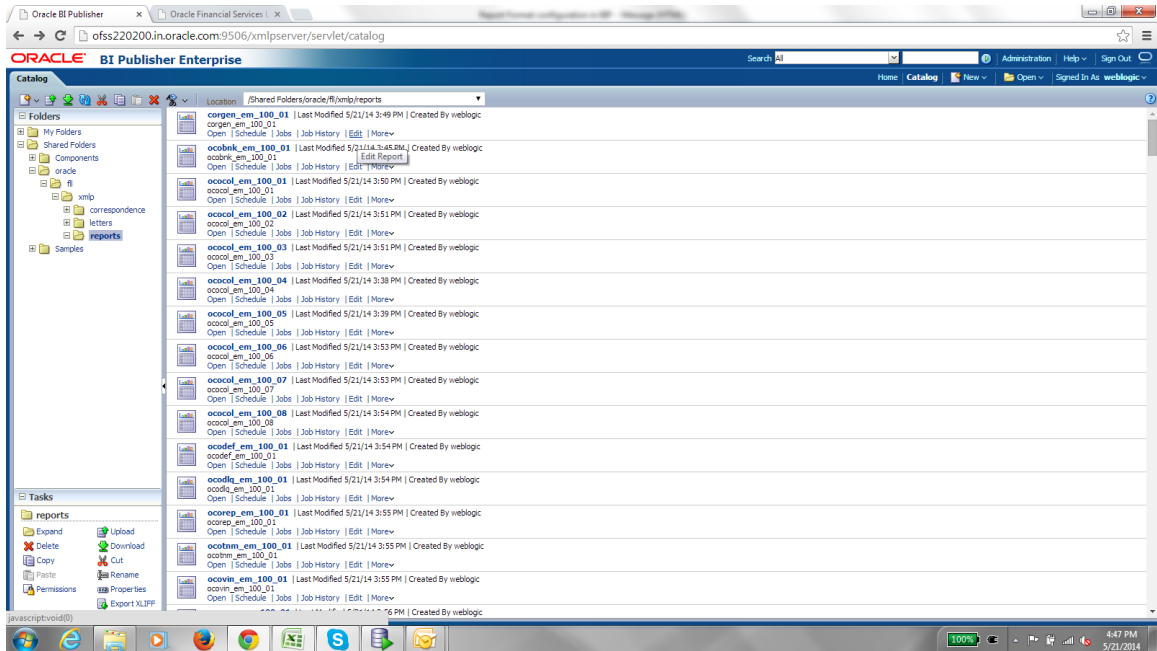 Oracle BI Publisher × Oracle Financial Services L ×
ofss220200.in.oracle.com:9506/xmlpserver/servlet/catalog
ORACLE BI Publisher Enterprise Search All Administration Help Sign Out
Catalog Home Catalog New Open Signed In As weblogic
Location /Shared Folders/oracle/fll/xmlp/reports
Folders
My Folders
Shared Folders
Components
oracle
fll
xmlp
correspondence
letters
reports
Samples
corgen_em_100_01 | Last Modified 5/21/14 3:49 PM | Created By weblogic
corgen_em_100_01
Open | Schedule | Jobs | Job History | Edit | More
ocobnk_em_100_01 | Last Modified 5/21/14 3:45 PM | Created By weblogic
ocobnk_em_100_01
Edit Report
Open | Schedule | Jobs | Job History | Edit | More
ococol_em_100_01 | Last Modified 5/21/14 3:50 PM | Created By weblogic
ococol_em_100_01
Open | Schedule | Jobs | Job History | Edit | More
ococol_em_100_02 | Last Modified 5/21/14 3:51 PM | Created By weblogic
ococol_em_100_02
Open | Schedule | Jobs | Job History | Edit | More
ococol_em_100_03 | Last Modified 5/21/14 3:51 PM | Created By weblogic
ococol_em_100_03
Open | Schedule | Jobs | Job History | Edit | More
ococol_em_100_04 | Last Modified 5/21/14 3:38 PM | Created By weblogic
ococol_em_100_04
Open | Schedule | Jobs | Job History | Edit | More
ococol_em_100_05 | Last Modified 5/21/14 3:39 PM | Created By weblogic
ococol_em_100_05
Open | Schedule | Jobs | Job History | Edit | More
ococol_em_100_06 | Last Modified 5/21/14 3:53 PM | Created By weblogic
ococol_em_100_06
Open | Schedule | Jobs | Job History | Edit | More
ococol_em_100_07 | Last Modified 5/21/14 3:53 PM | Created By weblogic
ococol_em_100_07
Open | Schedule | Jobs | Job History | Edit | More
ococol_em_100_08 | Last Modified 5/21/14 3:54 PM | Created By weblogic
ococol_em_100_08
Open | Schedule | Jobs | Job History | Edit | More
ocodef_em_100_01 | Last Modified 5/21/14 3:54 PM | Created By weblogic
ocodef_em_100_01
Open | Schedule | Jobs | Job History | Edit | More
ocodlq_em_100_01 | Last Modified 5/21/14 3:54 PM | Created By weblogic
ocodlq_em_100_01
Open | Schedule | Jobs | Job History | Edit | More
ocorep_em_100_01 | Last Modified 5/21/14 3:55 PM | Created By weblogic
ocorep_em_100_01
Open | Schedule | Jobs | Job History | Edit | More
ocotnm_em_100_01 | Last Modified 5/21/14 3:55 PM | Created By weblogic
ocotnm_em_100_01
Open | Schedule | Jobs | Job History | Edit | More
ocovin_em_100_01 | Last Modified 5/21/14 3:55 PM | Created By weblogic
ocovin_em_100_01
Open | Schedule | Jobs | Job History | Edit | More
PM | Created By weblogic
Tasks
reports
Expand Upload
Delete Download
Copy Cut
Paste Rename
Permissions Properties
Export XLIFF
javascript:void(0)
100% 4:47 PM
5/21/2014